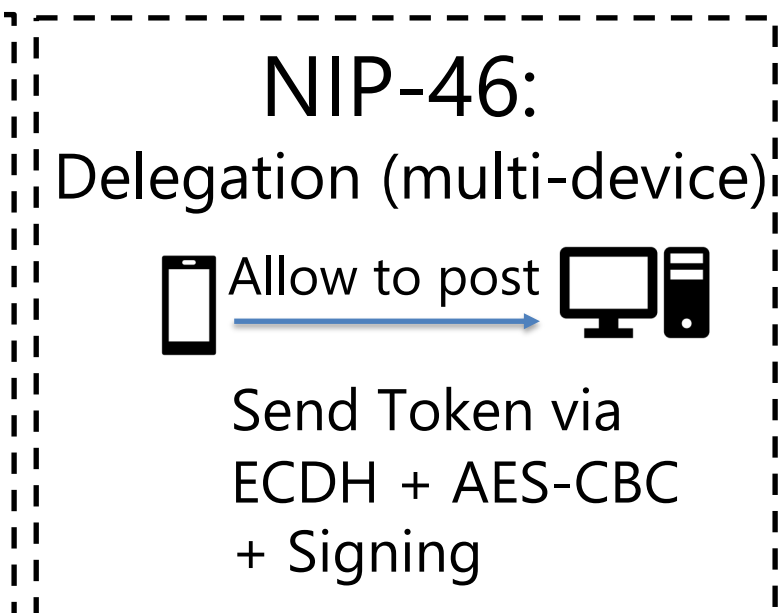 NIP-46:
Delegation (multi-device)
Allow to post
Send Token via
ECDH + AES-CBC
+ Signing